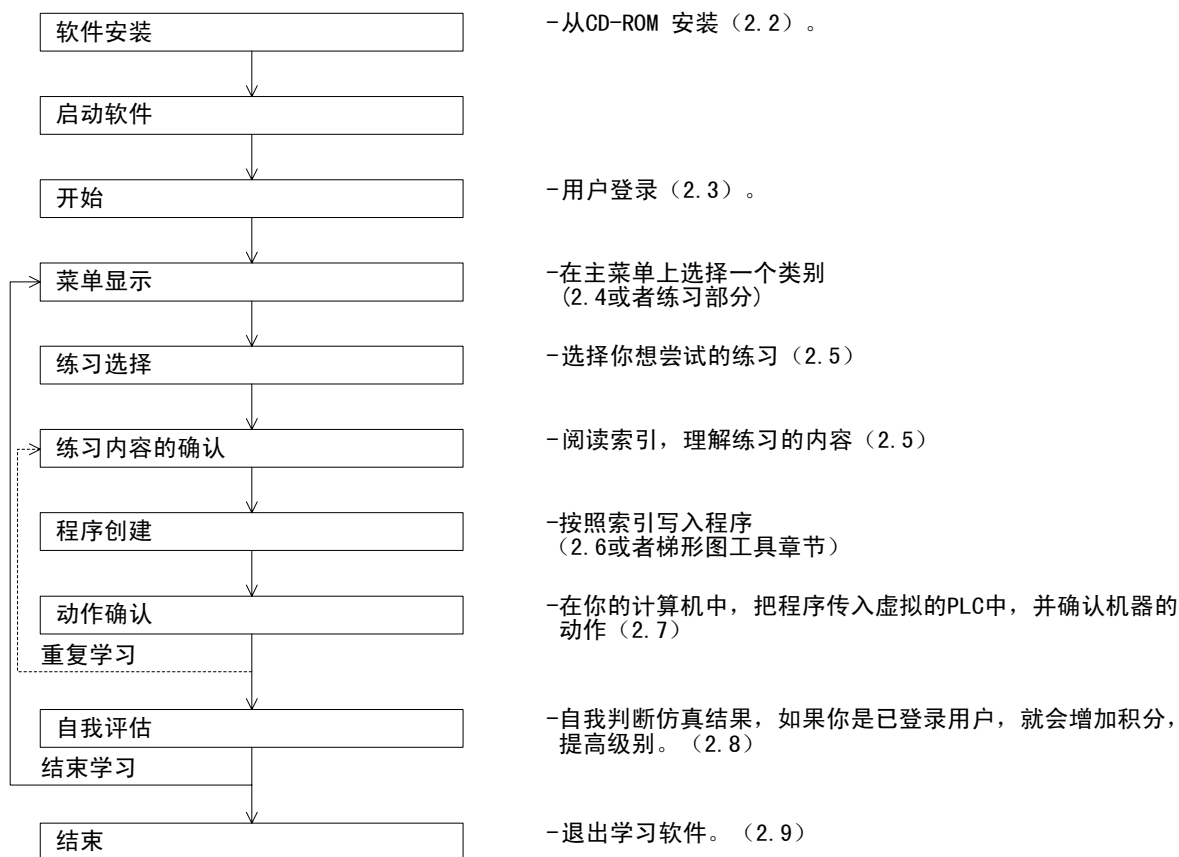 软件安装
-从CD-ROM 安装（2.2）。
启动软件
开始
-用户登录（2.3）。
菜单显示
-在主菜单上选择一个类别
(2.4或者练习部分)
练习选择
-选择你想尝试的练习（2.5）
练习内容的确认
-阅读索引，理解练习的内容（2.5）
程序创建
-按照索引写入程序
（2.6或者梯形图工具章节）
动作确认
-在你的计算机中，把程序传入虚拟的PLC中，并确认机器的
动作（2.7）
重复学习
自我评估
-自我判断仿真结果，如果你是已登录用户，就会增加积分，
提高级别。（2.8）
结束学习
结束
-退出学习软件。（2.9）